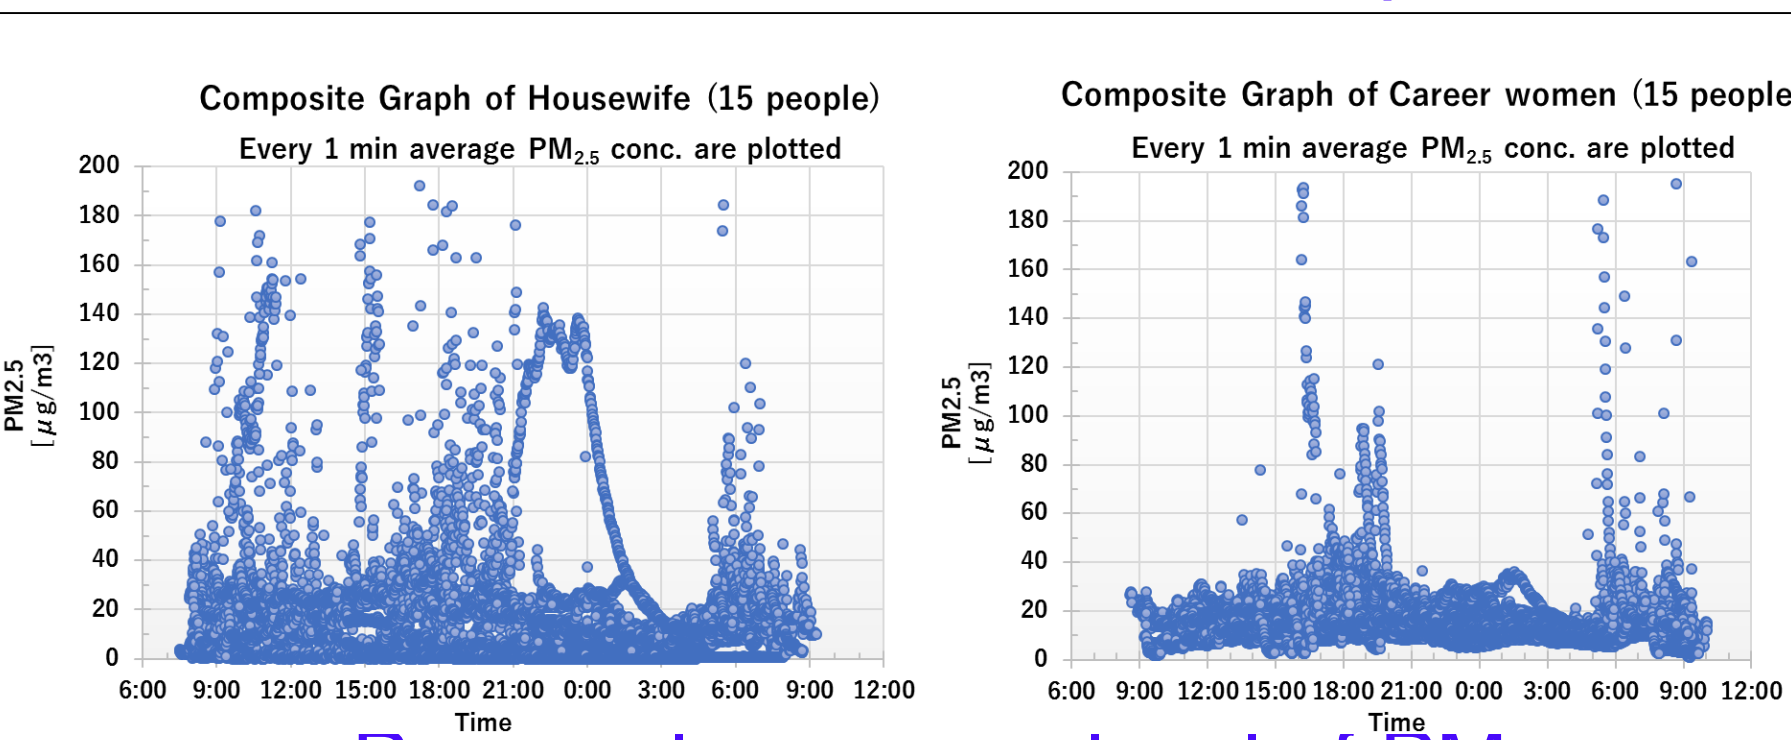 Composite Graph of Housewife (15 people)
Every 1 min average PM2.5 conc. are plotted
200
180
160
140
120
100
80
60
40
20
0
PM2.5
[μg/m3]
6:00 9:00 12:00 15:00 18:00 21:00 0:00 3:00 6:00 9:00 12:00
Time
Composite Graph of Career women (15 people
Every 1 min average PM2.5 conc. are plotted
200
180
160
140
120
100
80
60
40
20
0
PM2.5
[μg/m3]
6:00 9:00 12:00 15:00 18:00 21:00 0:00 3:00 6:00 9:00 12:00
Time